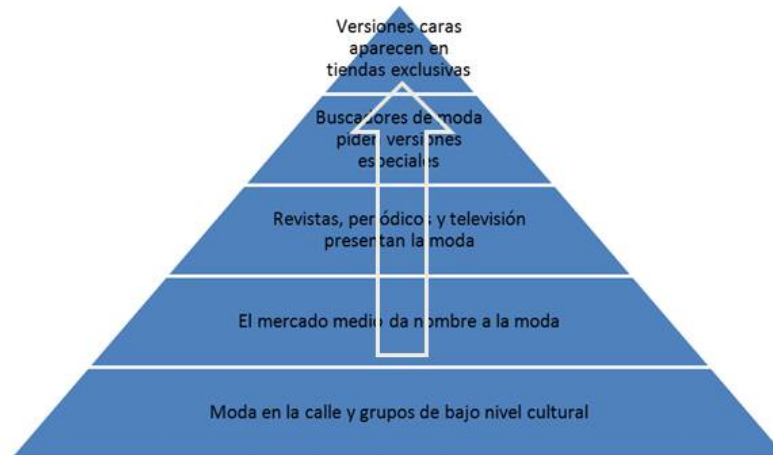 Versiones caras
aparecen en
tiendas exclusivas
Buscadores de moda
piden versiones
especiales
Revistas, periódicos y televisión
presentan la moda
El mercado medio da nombre a la moda
Moda en la calle y grupos de bajo nivel cultural